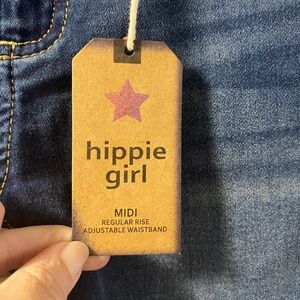 hippie
girl
MIDI
REGULAR RISE
ADJUSTABLE WAISTBAND